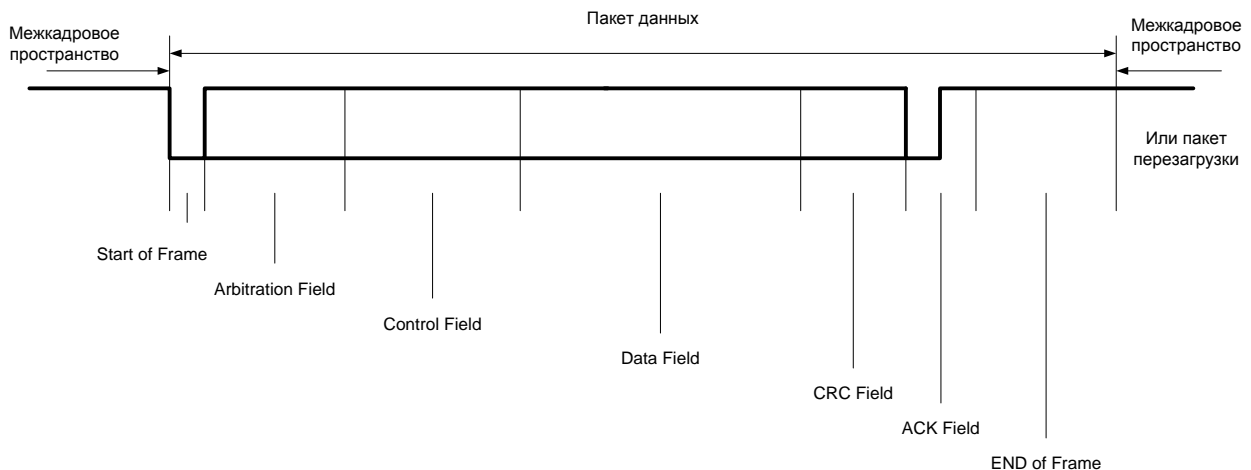 Пакет данных
Межкадровое
пространство
Межкадровое
пространство
Или пакет
перезагрузки
Start of Frame
Arbitration Field
Control Field
Data Field
CRC Field
ACK Field
END of Frame